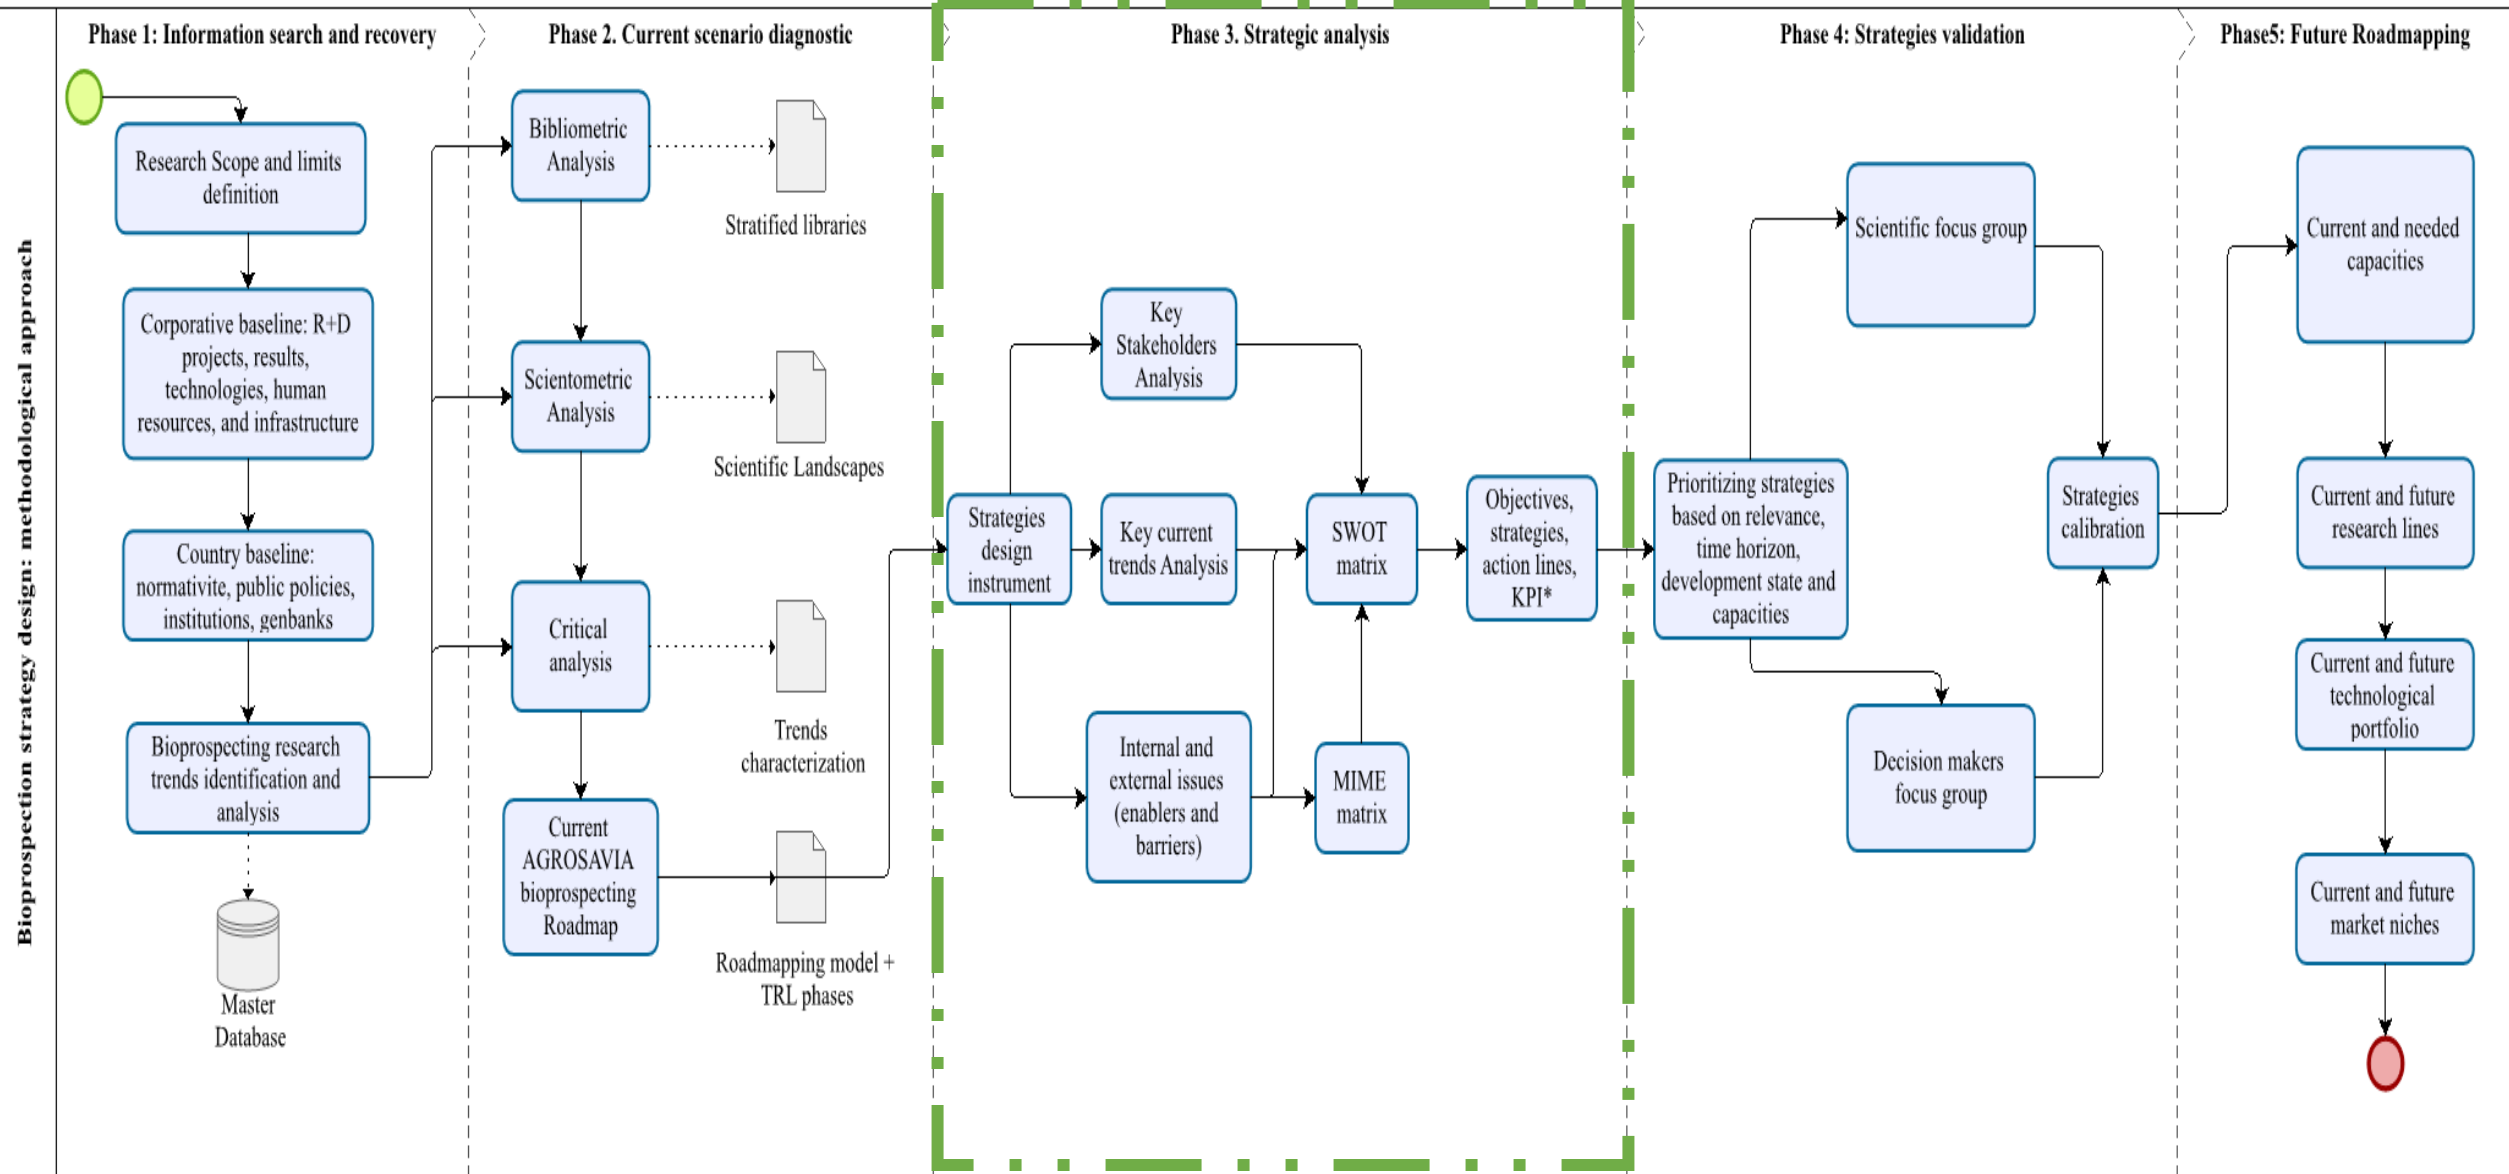 Bioprospection strategy design: methodological approach
Phase 1: Information search and recovery
Research Scope and limits
definition
Corporative baseline: R+D
projects, results,
technologies, human
resources, and infrastructure
Country baseline:
normativite, public policies,
institutions, genbanks
Bioprospecting research
trends identification and
analysis
Master
Database
Phase 2. Current scenario diagnostic
Bibliometric
Analysis
Stratified libraries
Scientometric
Analysis
Scientific Landscapes
Critical
analysis
Trends
characterization
Current
AGROSAVIA
bioprospecting
Roadmap
Roadmapping model +
TRL phases
Phase 3. Strategic analysis
Strategies
design
instrument
Key
Stakeholders
Analysis
Key current
trends Analysis
Internal and
external issues
(enablers and
barriers)
MIME
matrix
SWOT
matrix
Objectives,
strategies,
action lines,
KPI*
Phase 4: Strategies validation
Prioritizing strategies
based on relevance,
time horizon,
development state and
capacities
Scientific focus group
Decision makers
focus group
Strategies
calibration
Phase5: Future Roadmapping
Current and needed
capacities
Current and future
research lines
Current and future
technological
portfolio
Current and future
market niches